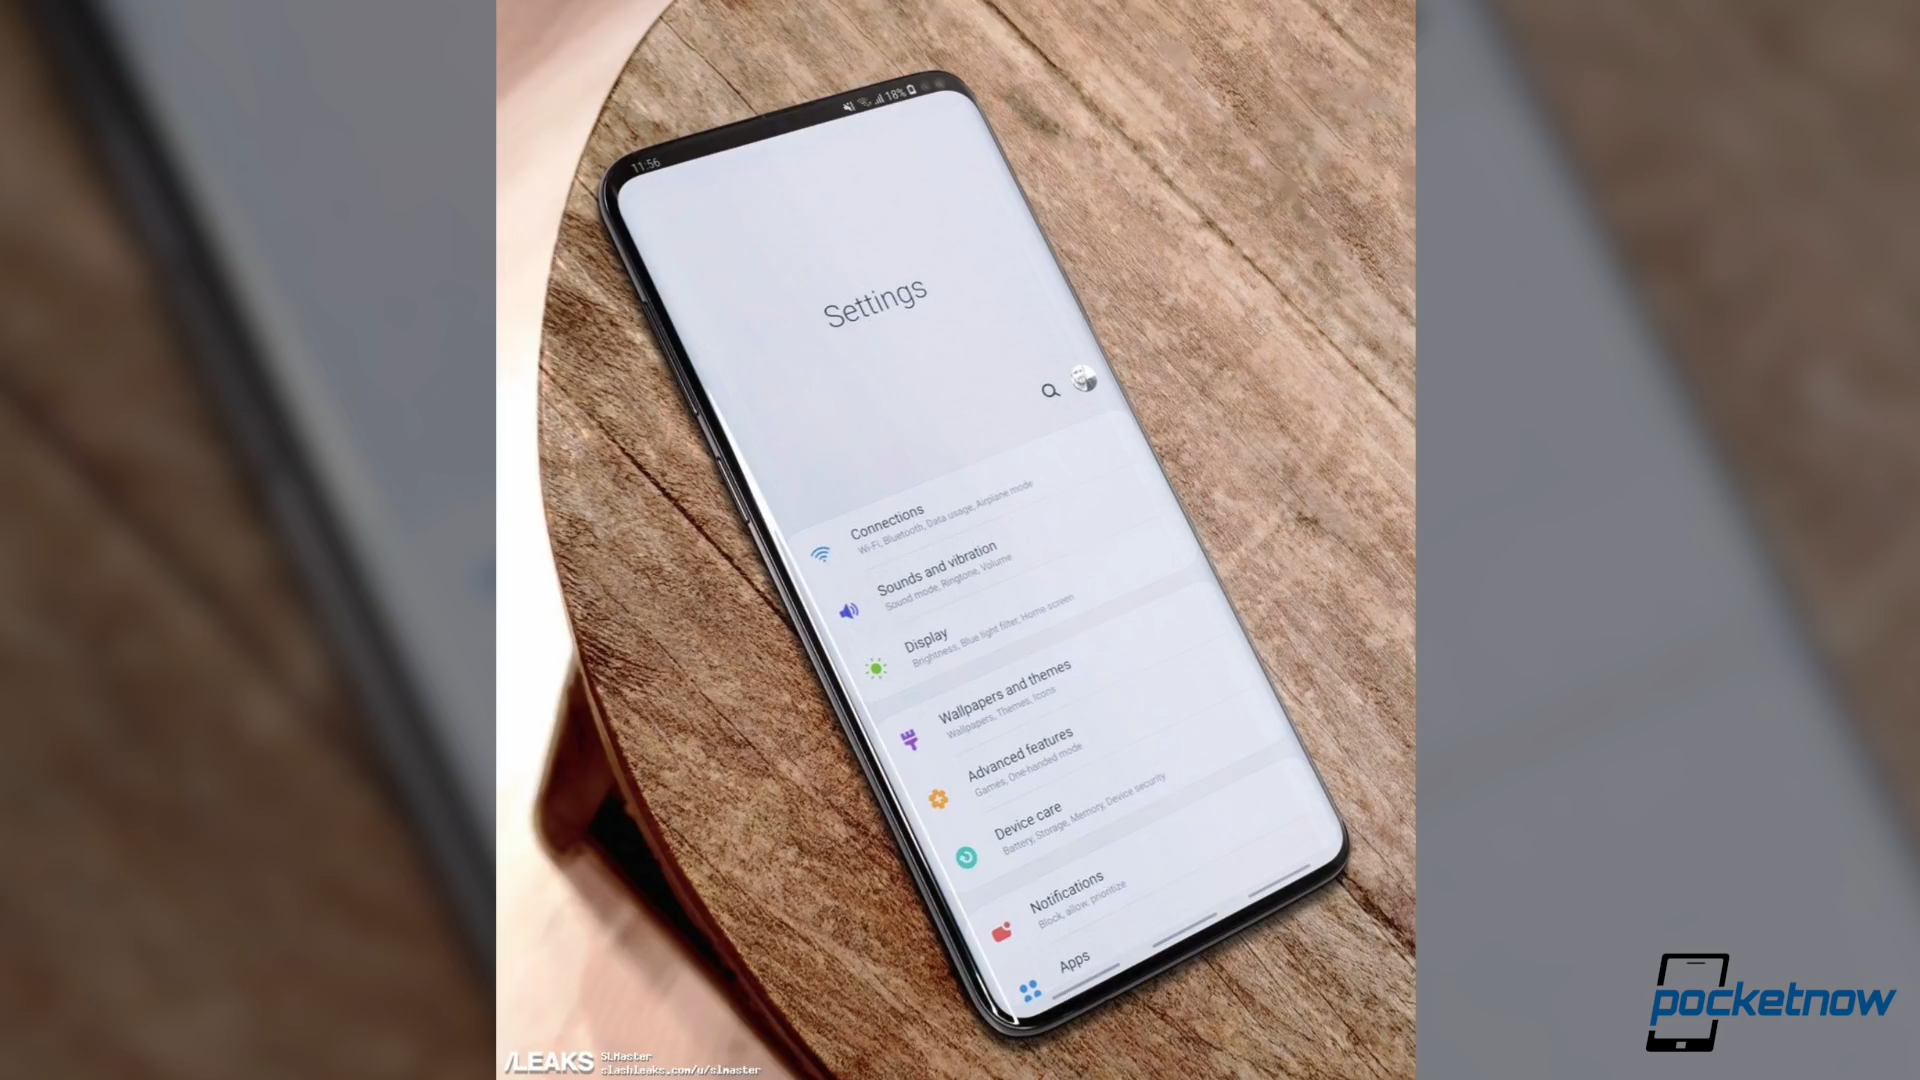 11:56
18%
Settings
Connections
Wi-Fi, Bluetooth, Data usage, Airplane mode
Sounds and vibration
Sound mode, Ringtone, Volume
Display
Brightness, Blue light filter, Home screen
Wallpapers and themes
Wallpapers, Themes, Icons
Advanced features
Games, One-handed mode
Device care
Battery, Storage, Memory, Device security
Notifications
Block, allow, prioritize
Apps
/LEAKS
SLMaster
slashleaks.com/u/slmaster
pocketnow